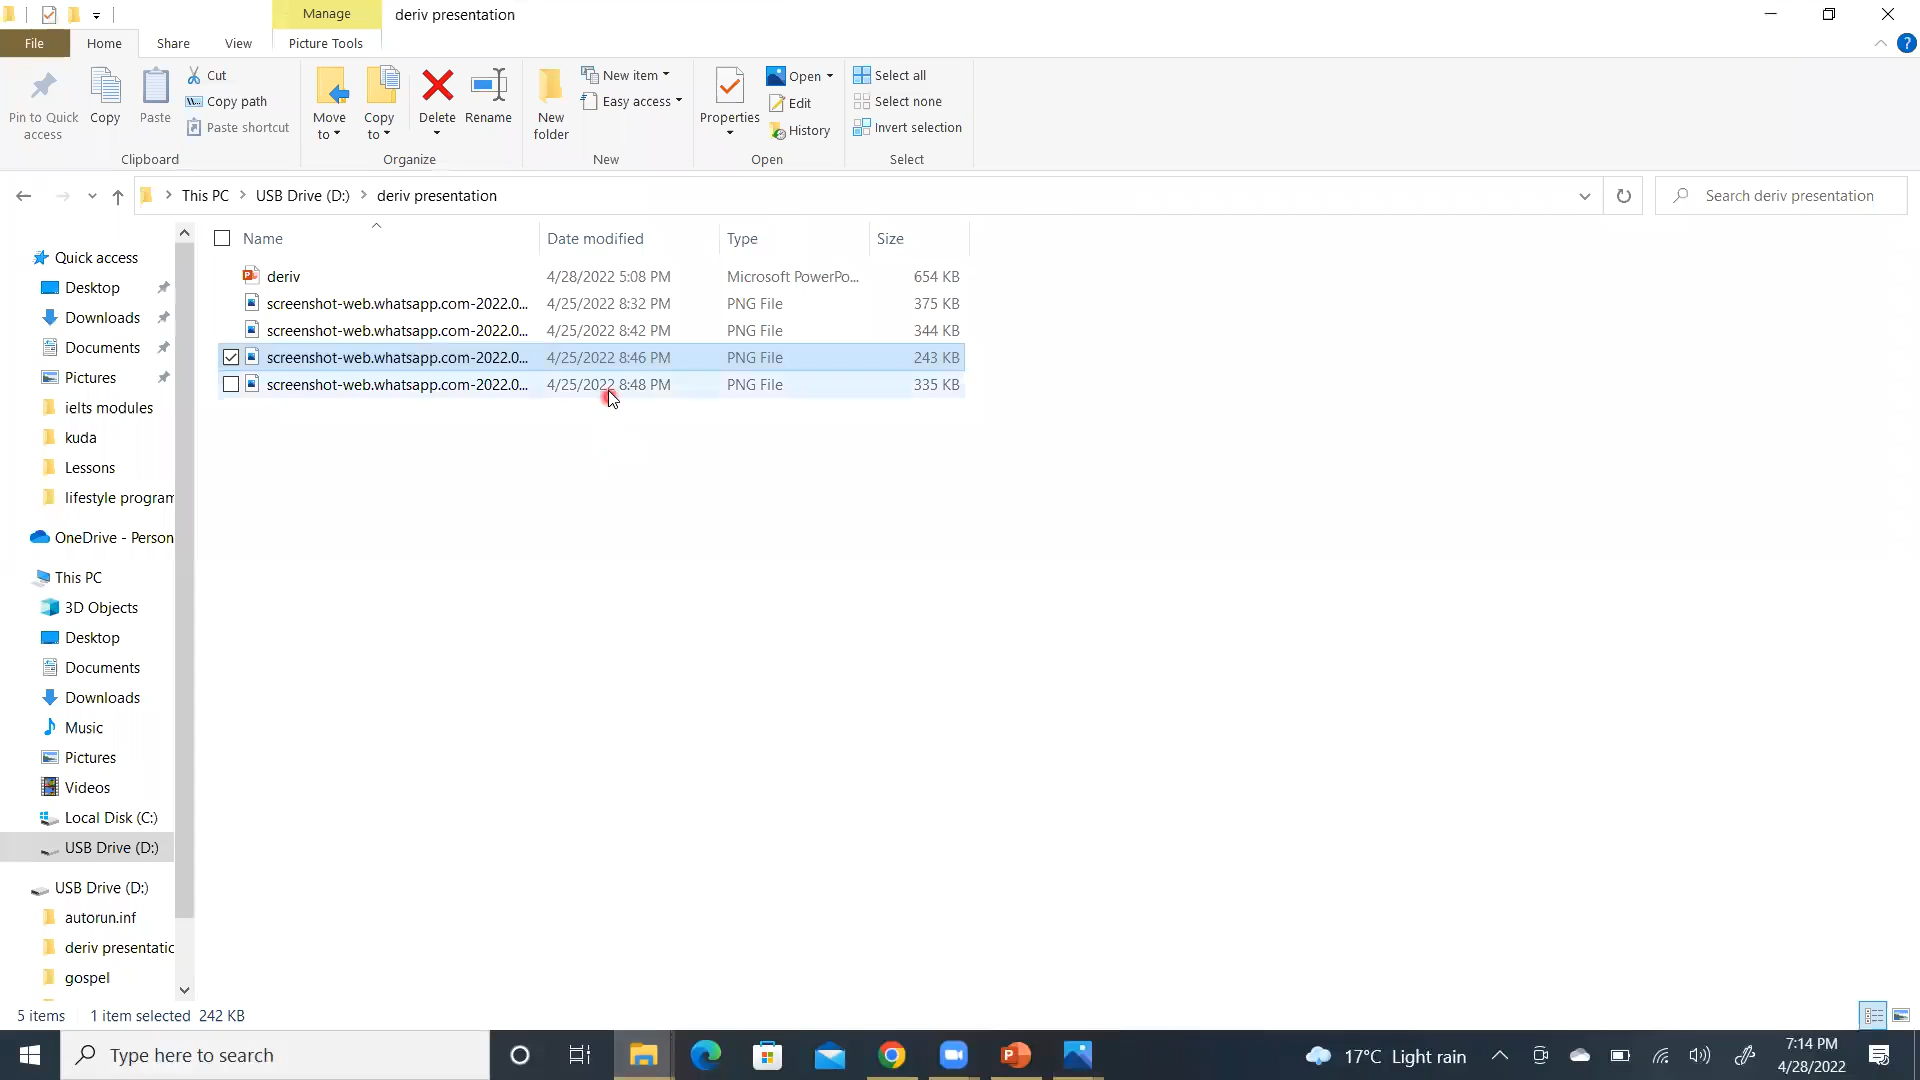 Manage
deriv presentation
File
Home
Share
View
Picture Tools
Pin to Quick access
Copy
Paste
Cut
Copy path
Paste shortcut
Clipboard
Move to
Copy to
Delete
Rename
Organize
New folder
New item
Easy access
New
Properties
Open
Edit
History
Open
Select all
Select none
Invert selection
Select
This PC > USB Drive (D:) > deriv presentation
Search deriv presentation
Name Date modified Type Size
deriv 4/28/2022 5:08 PM Microsoft PowerPo... 654 KB
screenshot-web.whatsapp.com-2022.0... 4/25/2022 8:32 PM PNG File 375 KB
screenshot-web.whatsapp.com-2022.0... 4/25/2022 8:42 PM PNG File 344 KB
screenshot-web.whatsapp.com-2022.0... 4/25/2022 8:46 PM PNG File 243 KB
screenshot-web.whatsapp.com-2022.0... 4/25/2022 8:48 PM PNG File 335 KB
Quick access
Desktop
Downloads
Documents
Pictures
ielts modules
kuda
Lessons
lifestyle program
OneDrive - Person
This PC
3D Objects
Desktop
Documents
Downloads
Music
Pictures
Videos
Local Disk (C:)
USB Drive (D:)
USB Drive (D:)
autorun.inf
deriv presentatic
gospel
5 items 1 item selected 242 KB
Type here to search
17°C Light rain
7:14 PM
4/28/2022